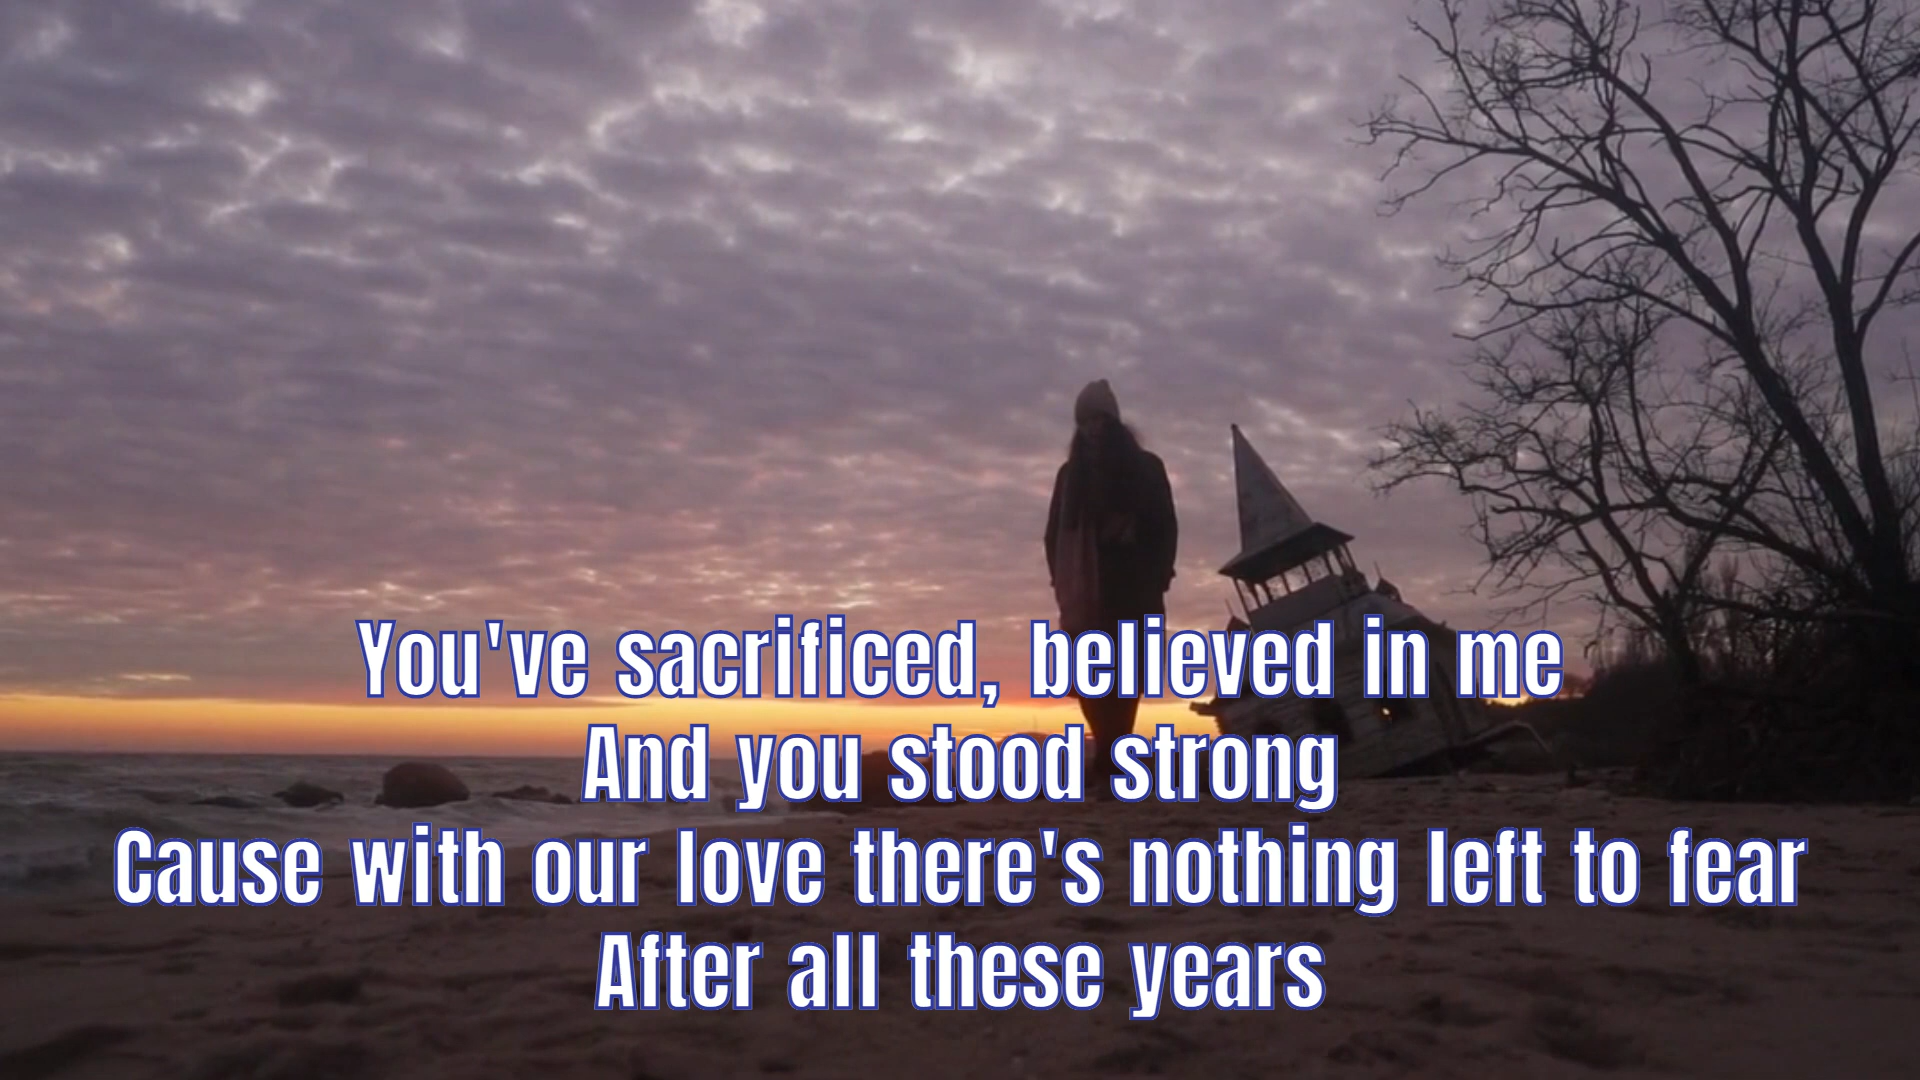 You've sacrificed, believed in me
And you stood strong
Cause with our love there's nothing left to fear
After all these years